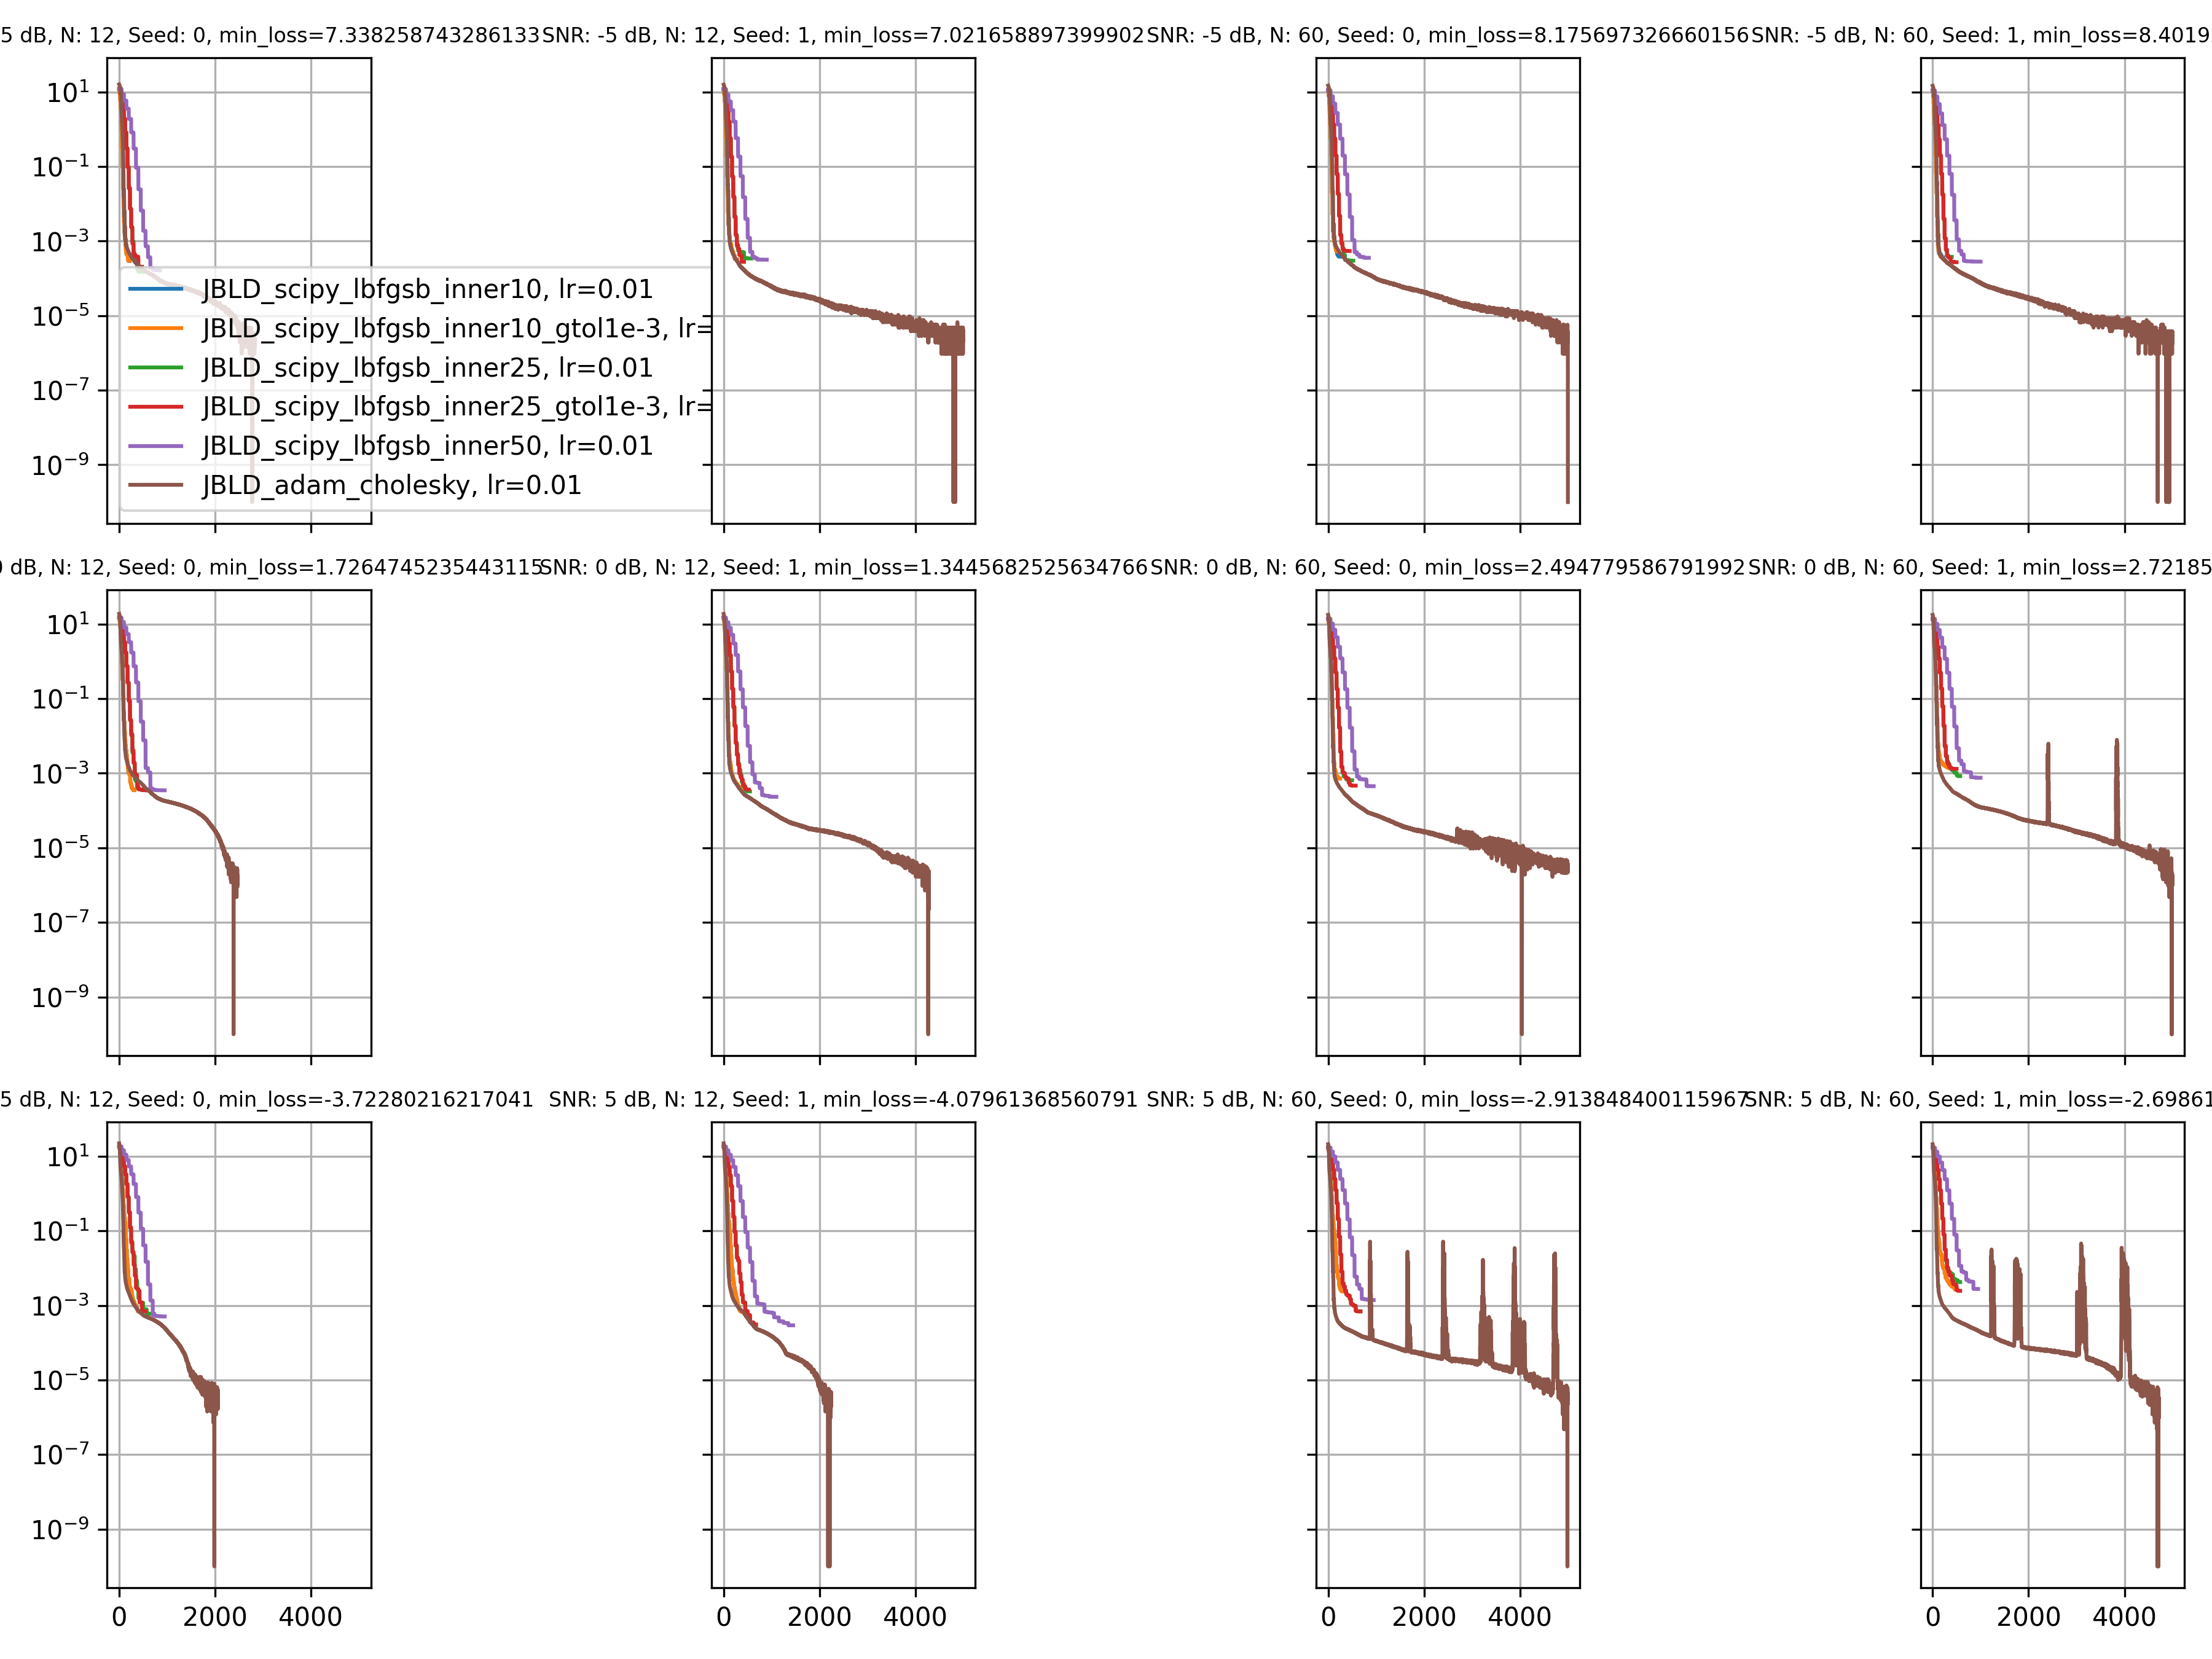 5 dB, N: 12, Seed: 0, min_loss=7.338258743286133
SNR: -5 dB, N: 12, Seed: 1, min_loss=7.021658897399902
SNR: -5 dB, N: 60, Seed: 0, min_loss=8.175697326660156
SNR: -5 dB, N: 60, Seed: 1, min_loss=8.4019
10^1
10^-1
10^-3
10^-5
10^-7
10^-9
JBLD_scipy_lbfgsb_inner10, lr=0.01
JBLD_scipy_lbfgsb_inner10_gtol1e-3, lr=
JBLD_scipy_lbfgsb_inner25, lr=0.01
JBLD_scipy_lbfgsb_inner25_gtol1e-3, lr=
JBLD_scipy_lbfgsb_inner50, lr=0.01
JBLD_adam_cholesky, lr=0.01
dB, N: 12, Seed: 0, min_loss=1.7264745235443115
SNR: 0 dB, N: 12, Seed: 1, min_loss=1.3445682525634766
SNR: 0 dB, N: 60, Seed: 0, min_loss=2.494779586791992
SNR: 0 dB, N: 60, Seed: 1, min_loss=2.72185
10^1
10^-1
10^-3
10^-5
10^-7
10^-9
5 dB, N: 12, Seed: 0, min_loss=-3.72280216217041
SNR: 5 dB, N: 12, Seed: 1, min_loss=-4.07961368560791
SNR: 5 dB, N: 60, Seed: 0, min_loss=-2.913848400115967
SNR: 5 dB, N: 60, Seed: 1, min_loss=-2.69861
10^1
10^-1
10^-3
10^-5
10^-7
10^-9
0 2000 4000
0 2000 4000
0 2000 4000
0 2000 4000